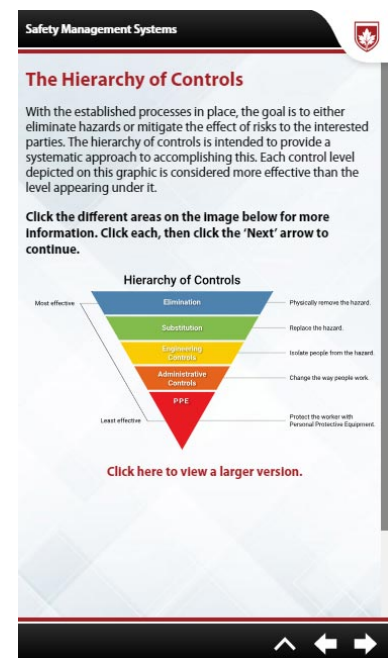 Safety Management Systems
The Hierarchy of Controls
With the established processes in place, the goal is to either
eliminate hazards or mitigate the effect of risks to the interested
parties. The hierarchy of controls is intended to provide a
systematic approach to accomplishing this. Each control level
depicted on this graphic is considered more effective than the
level appearing under it.
Click the different areas on the image below for more
information. Click each, then click the ‘Next’ arrow to
continue.
Hierarchy of Controls
Most effective
Elimination
Physically remove the hazard.
Substitution
Replace the hazard.
Engineering
Controls
Isolate people from the hazard.
Administrative
Controls
Change the way people work.
PPE
Least effective
Protect the worker with
Personal Protective Equipment.
Click here to view a larger version.